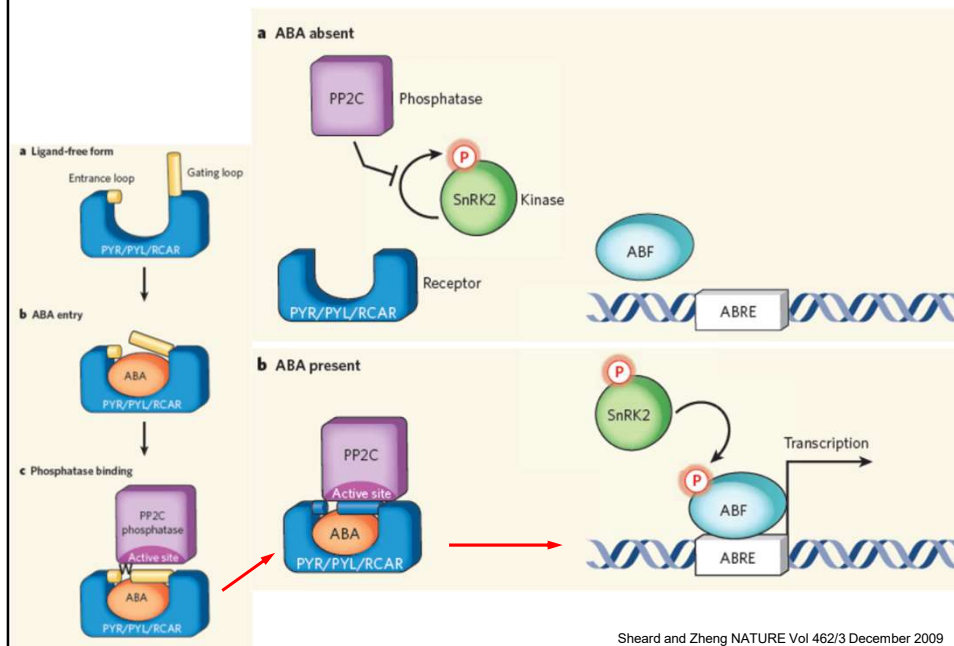 a Ligand-free form
Entrance loop
Gating loop
PYR/PYL/RCAR
b ABA entry
ABA
PYR/PYL/RCAR
c Phosphatase binding
PP2C
phosphatase
Active site
W
ABA
PYR/PYL/RCAR
a ABA absent
PP2C
Phosphatase
P
SnRK2
Kinase
Receptor
PYR/PYL/RCAR
ABF
ABRE
b ABA present
PP2C
Active site
ABA
PYR/PYL/RCAR
P
SnRK2
Transcription
P
ABF
ABRE
Sheard and Zheng NATURE Vol 462/3 December 2009